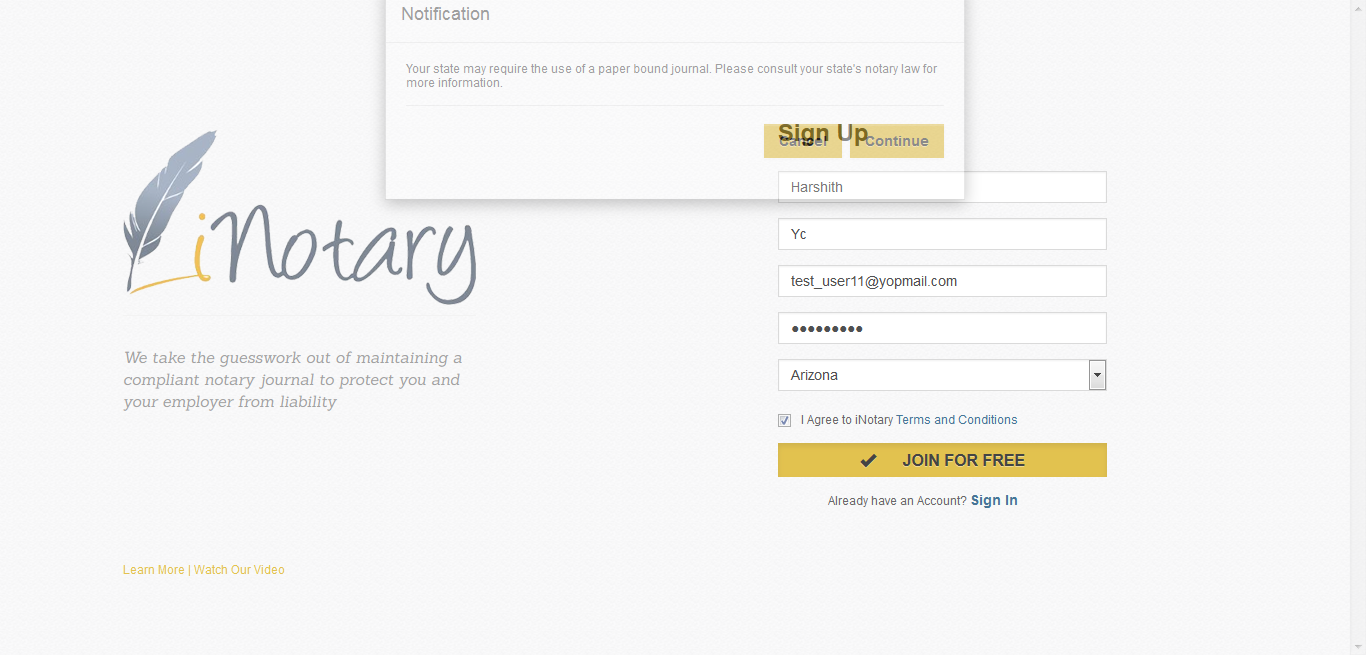 Notification
Your state may require the use of a paper bound journal. Please consult your state's notary law for
more information.
Cancel
Continue
Sign Up
Harshith
Yc
test_user11@yopmail.com
•••••••••
Arizona
I Agree to iNotary Terms and Conditions
JOIN FOR FREE
Already have an Account? Sign In
iNotary
We take the guesswork out of maintaining a
compliant notary journal to protect you and
your employer from liability
Learn More | Watch Our Video